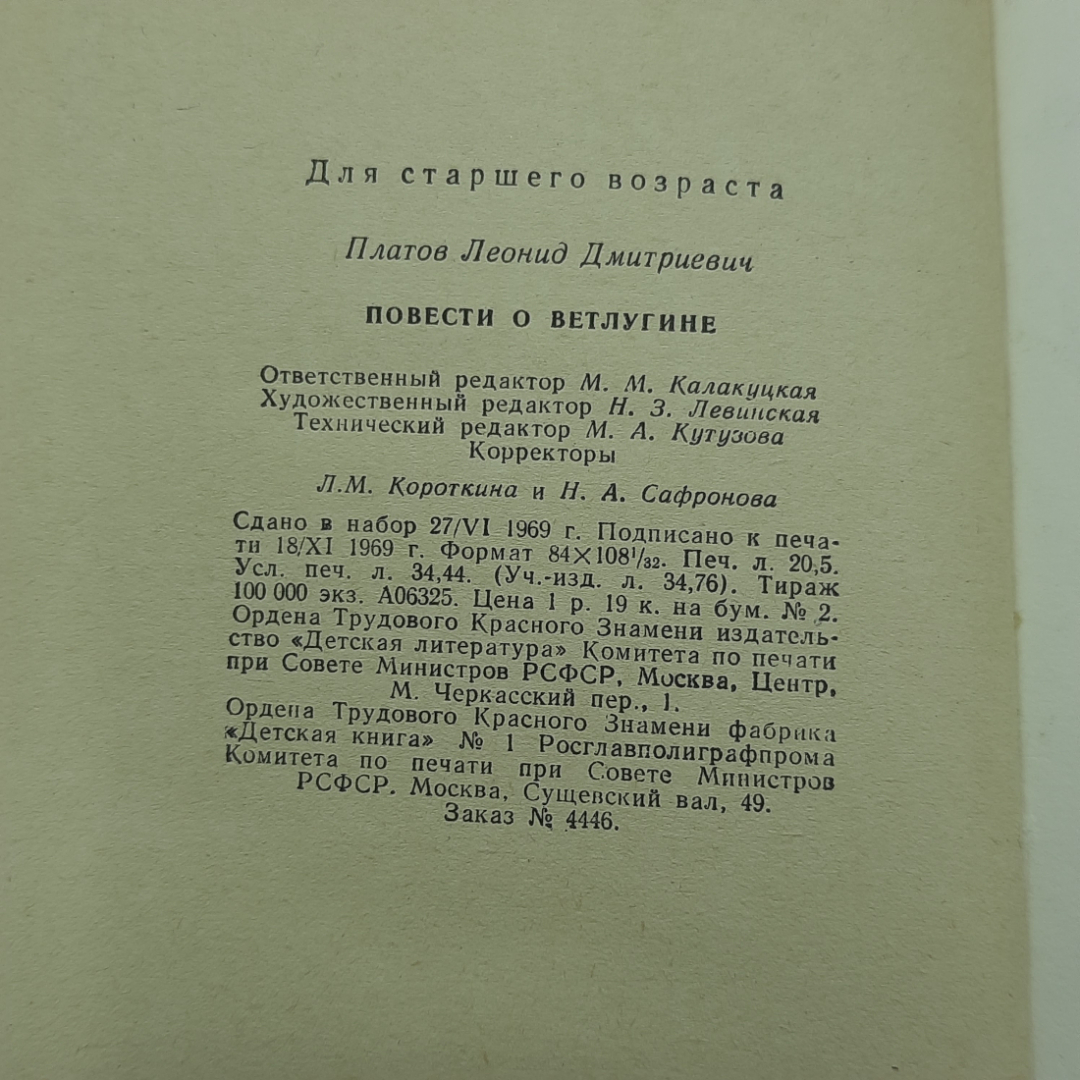 Для старшего возраста
Платов Леонид Дмитриевич
ПОВЕСТИ О ВЕТЛУГИНЕ
Ответственный редактор М. М. Калакуцкая
Художественный редактор Н. З. Левинская
Технический редактор М. А. Кутузова
Корректоры
Л.М. Короткина и Н. А. Сафронова
Сдано в набор 27/VI 1969 г. Подписано к печа-
ти 18/XI 1969 г. Формат 84×108¹/₃₂. Печ. л. 20,5.
Усл. печ. л. 34,44. (Уч.-изд. л. 34,76). Тираж
100 000 экз. А06325. Цена 1 р. 19 к. на бум. № 2.
Ордена Трудового Красного Знамени издатель-
ство «Детская литература» Комитета по печати
при Совете Министров РСФСР, Москва, Центр,
М. Черкасский пер., 1.
Ордена Трудового Красного Знамени фабрика
«Детская книга» № 1 Росглавполиграфпрома
Комитета по печати при Совете Министров
РСФСР. Москва, Сущевский вал, 49.
Заказ № 4446.